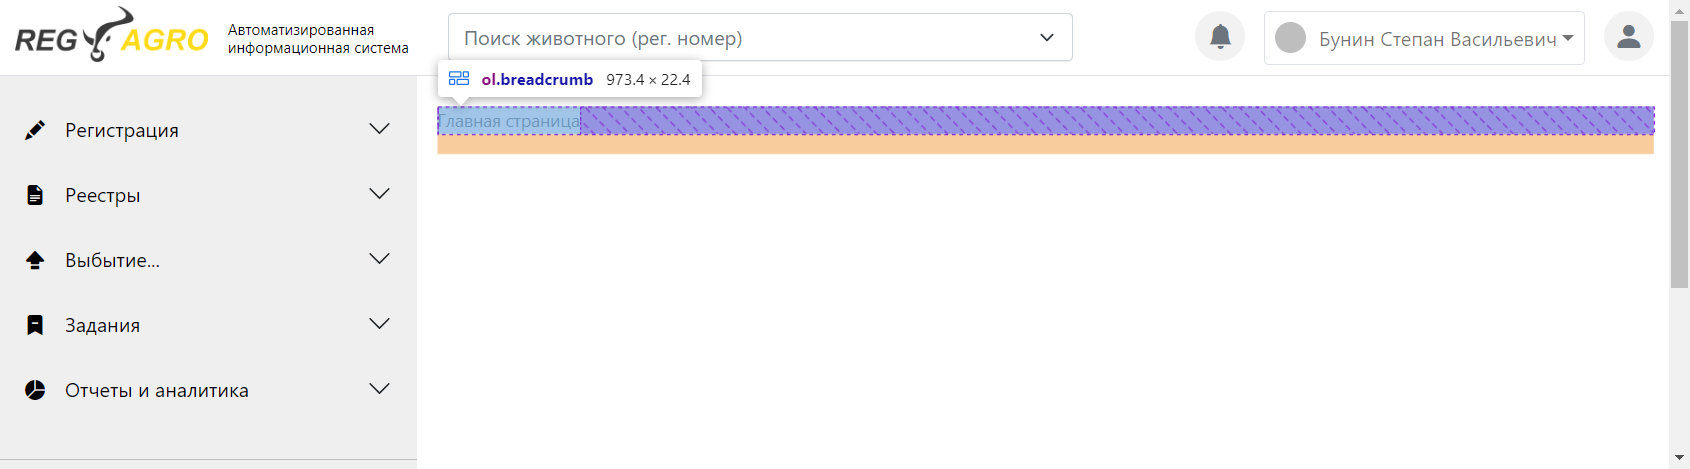 REG AGRO
Автоматизированная
информационная система
Поиск животного (рег. номер)
Бунин Степан Васильевич
ol.breadcrumb 973.4 × 22.4
Главная страница
Регистрация
Реестры
Выбытие...
Задания
Отчеты и аналитика